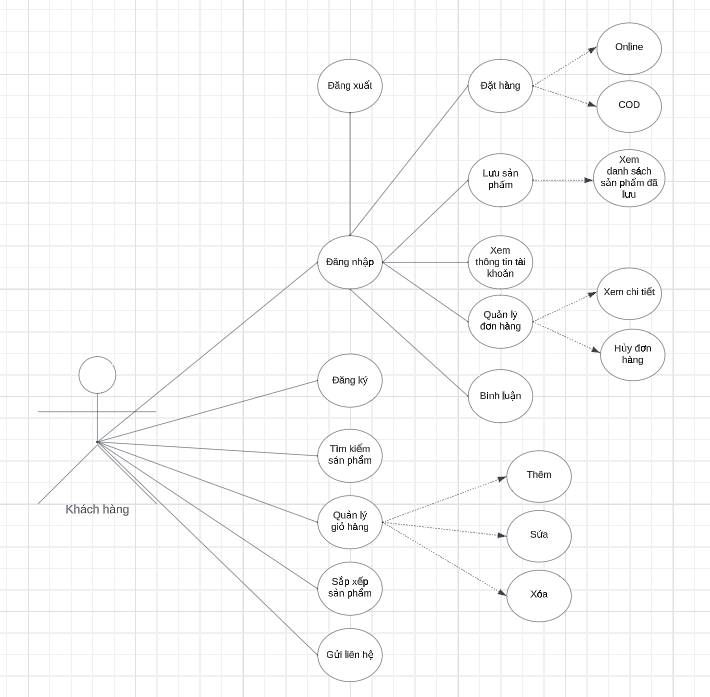 Online
Đăng xuất
Đặt hàng
COD
Xem
danh sách
sản phẩm đã
lưu
Lưu sản
phẩm
Đăng nhập
Xem
thông tin tài
khoản
Xem chi tiết
Quản lý
đơn hàng
Hủy đơn
hàng
Đăng ký
Bình luận
Tìm kiếm
sản phẩm
Thêm
Khách hàng
Quản lý
giỏ hàng
Sửa
Sắp xếp
sản phẩm
Xóa
Gửi liên hệ